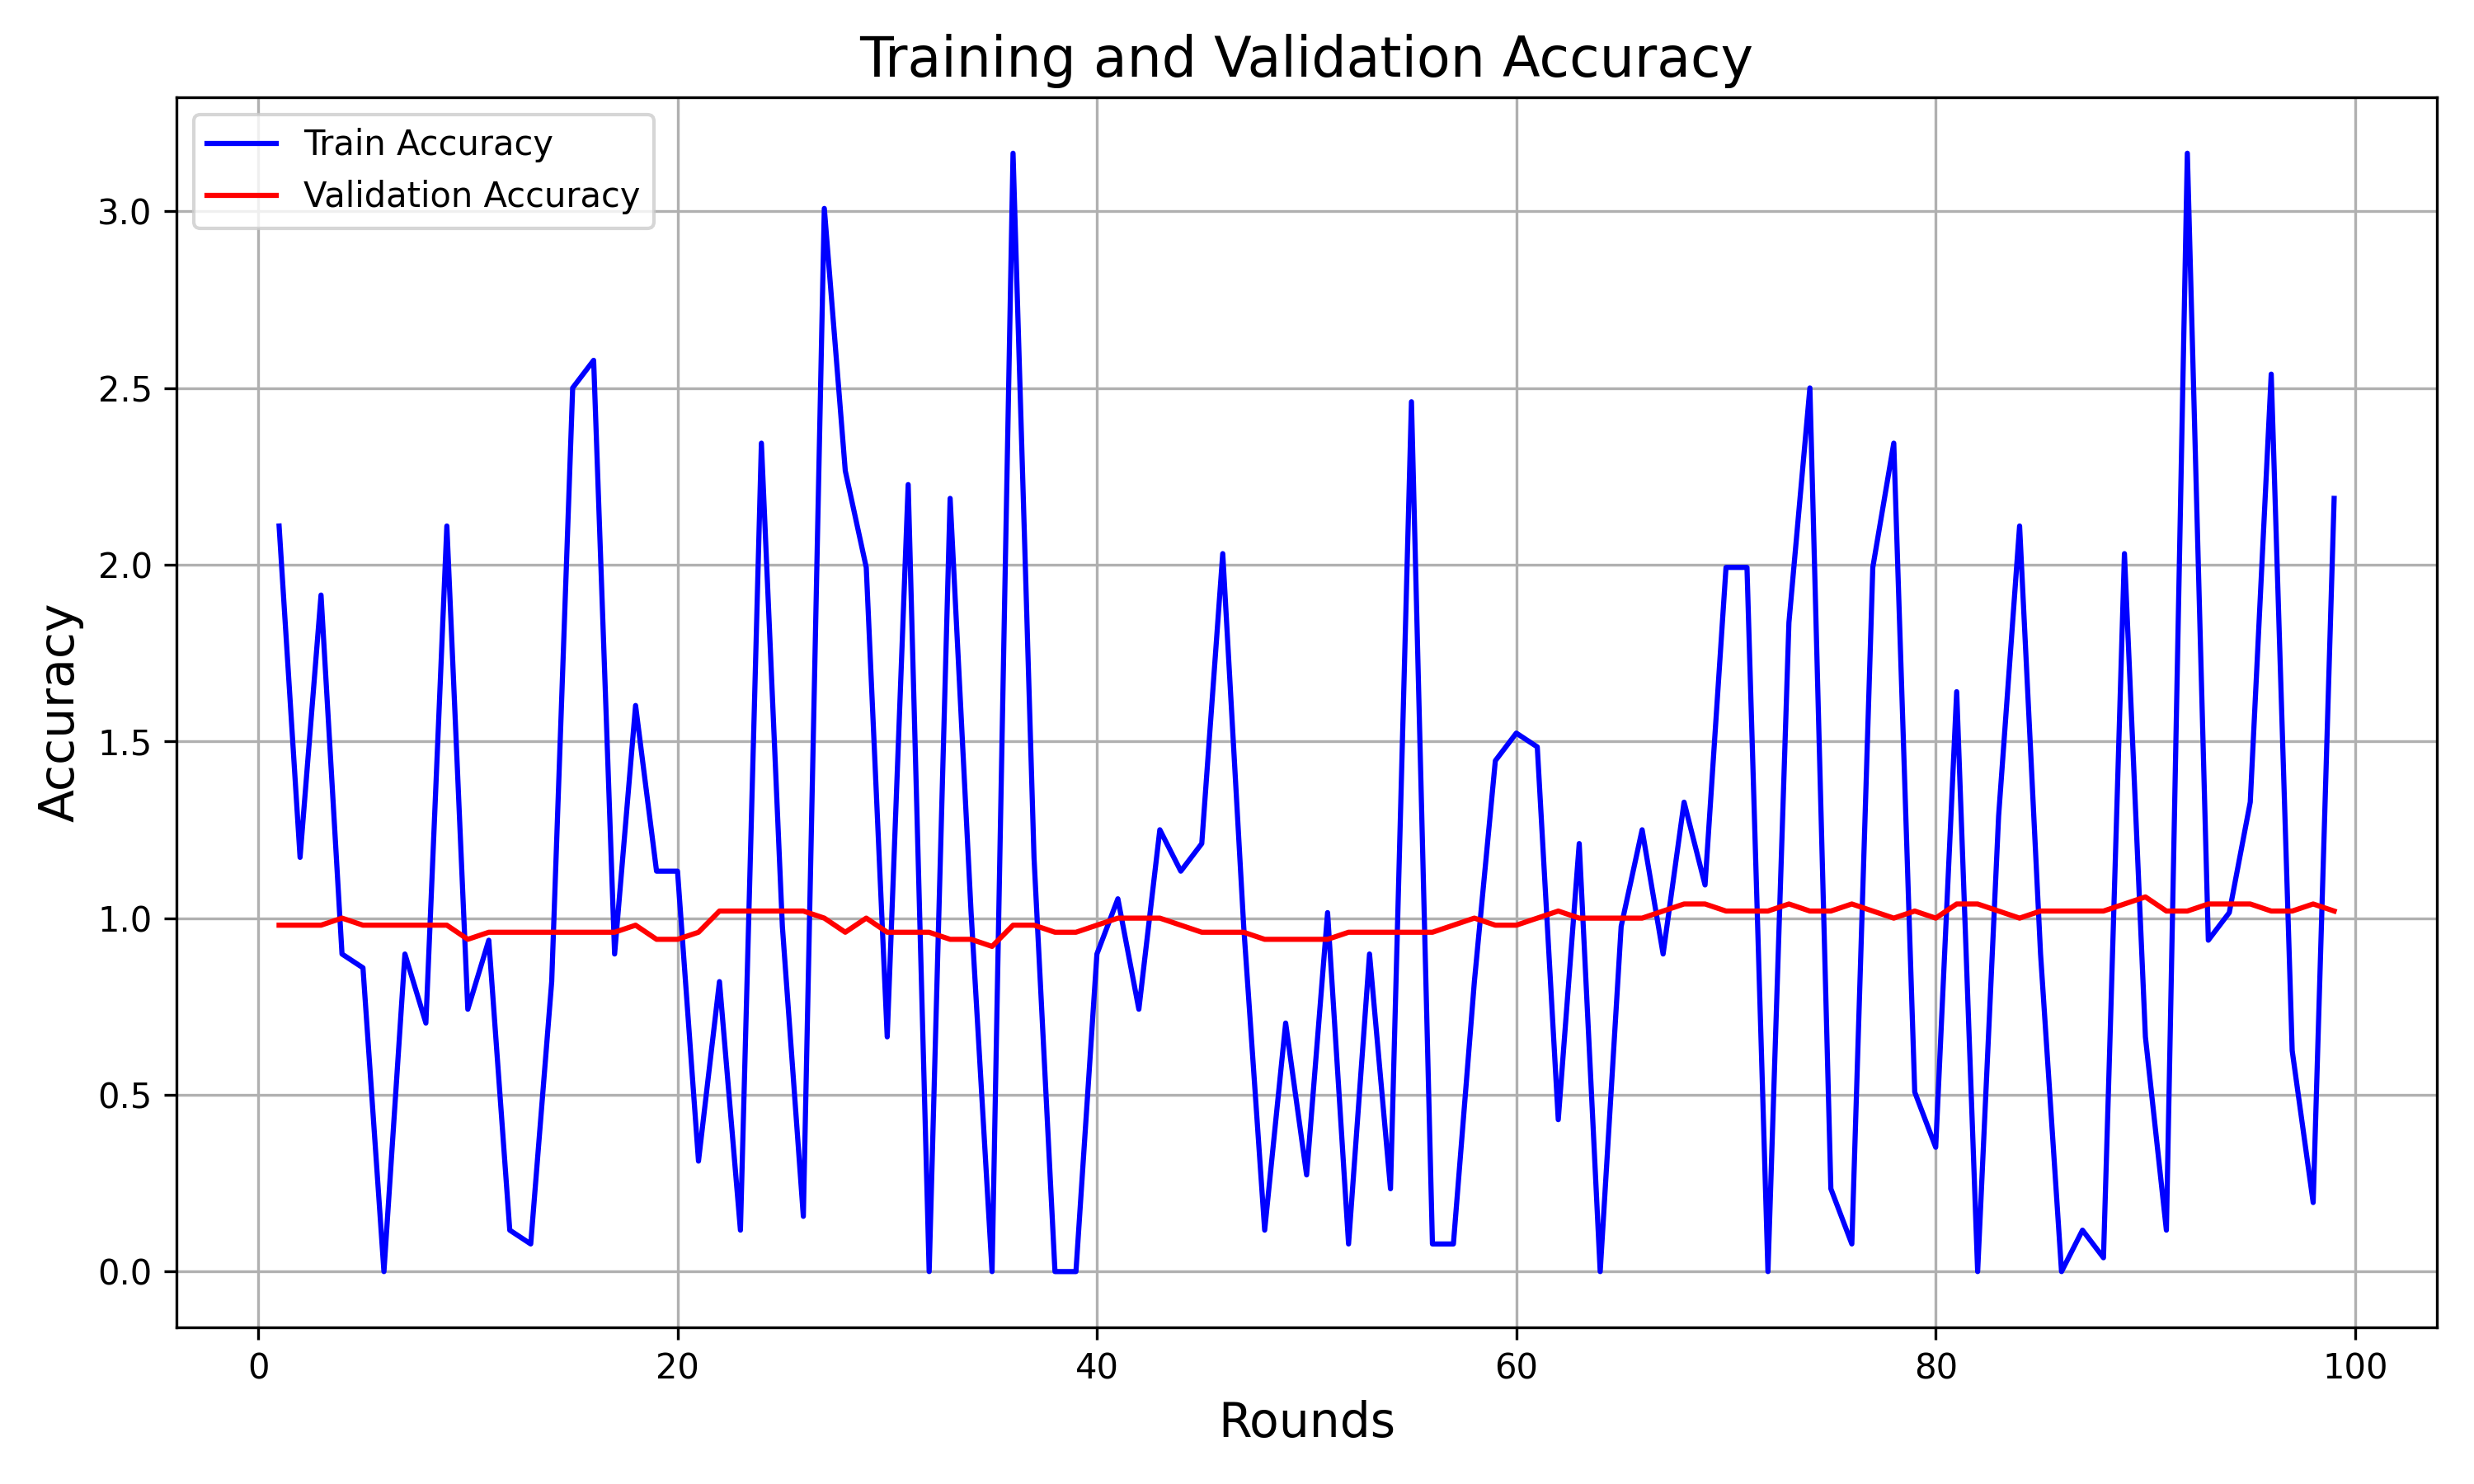 Training and Validation Accuracy
Train Accuracy
Validation Accuracy
3.0
2.5
2.0
1.5
1.0
0.5
0.0
Accuracy
0 20 40 60 80 100
Rounds